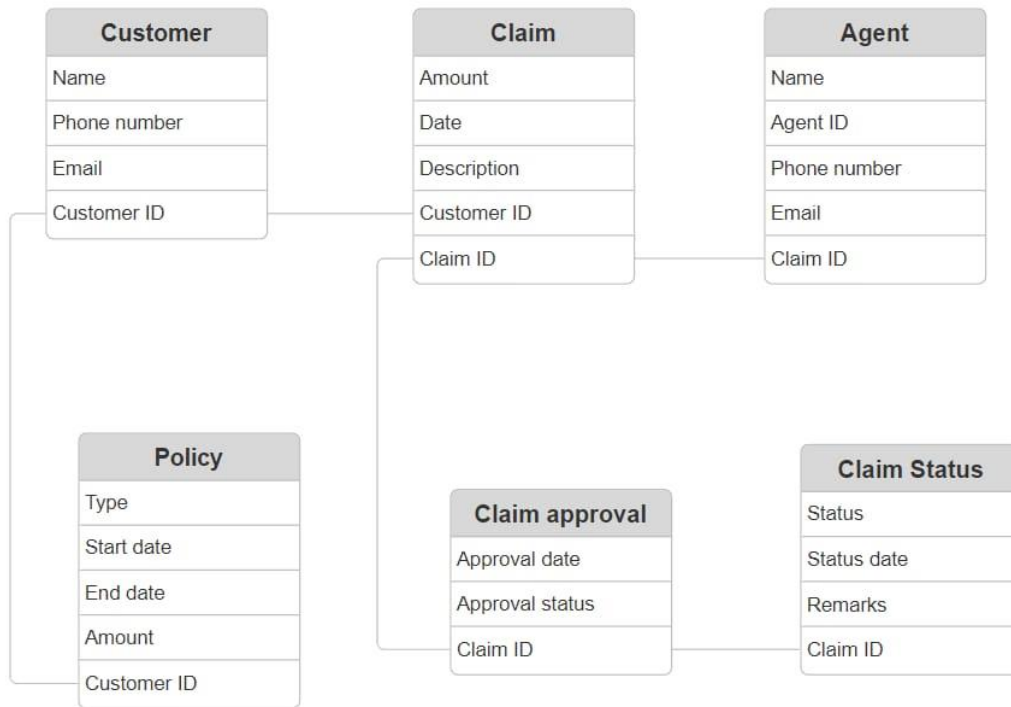 Customer
Name
Phone number
Email
Customer ID
Claim
Amount
Date
Description
Customer ID
Claim ID
Agent
Name
Agent ID
Phone number
Email
Claim ID
Policy
Type
Start date
End date
Amount
Customer ID
Claim approval
Approval date
Approval status
Claim ID
Claim Status
Status
Status date
Remarks
Claim ID